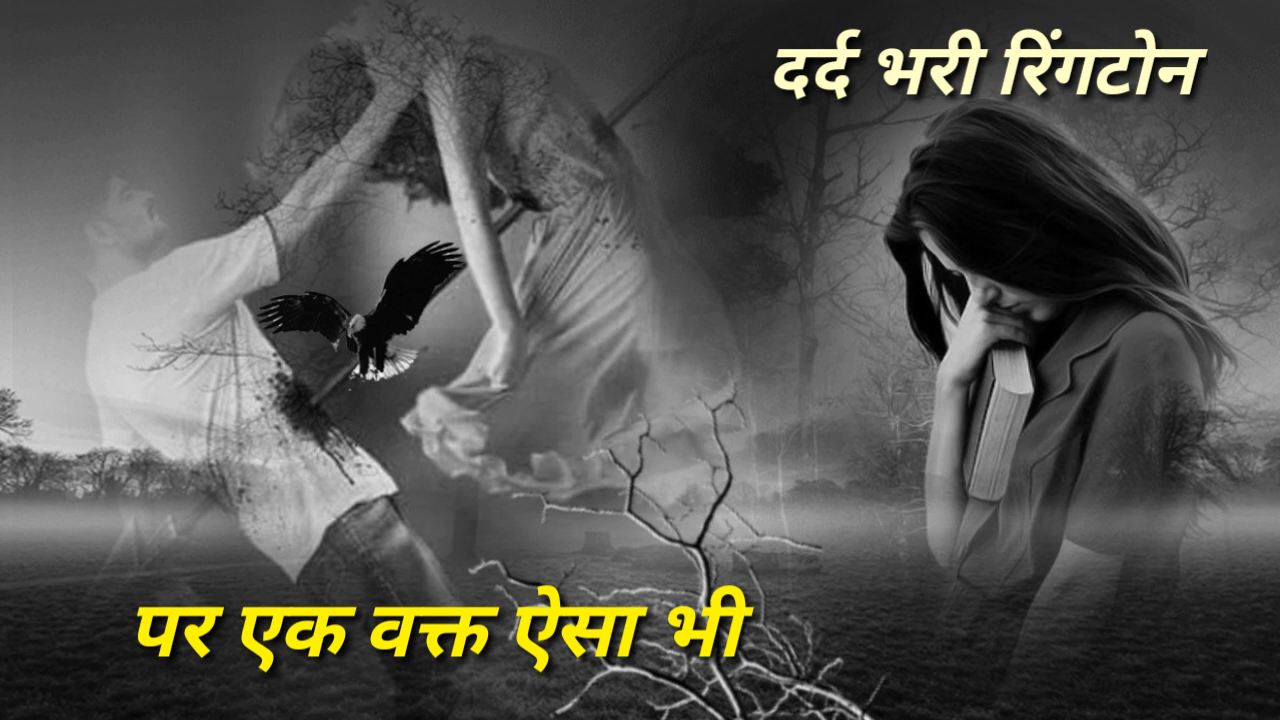 दर्द भरी रिंगटोन
पर एक वक्त ऐसा भी